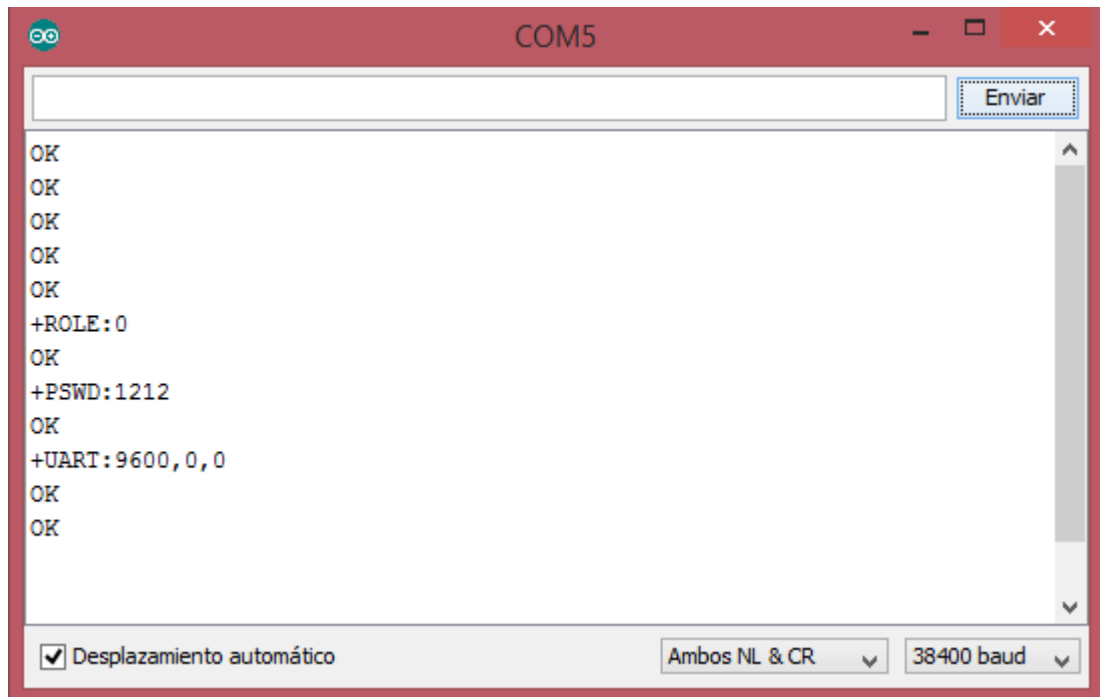 COM5
Enviar
OK
OK
OK
OK
OK
+ROLE:0
OK
+PSWD:1212
OK
+UART:9600,0,0
OK
OK
Desplazamiento automático
Ambos NL & CR
38400 baud